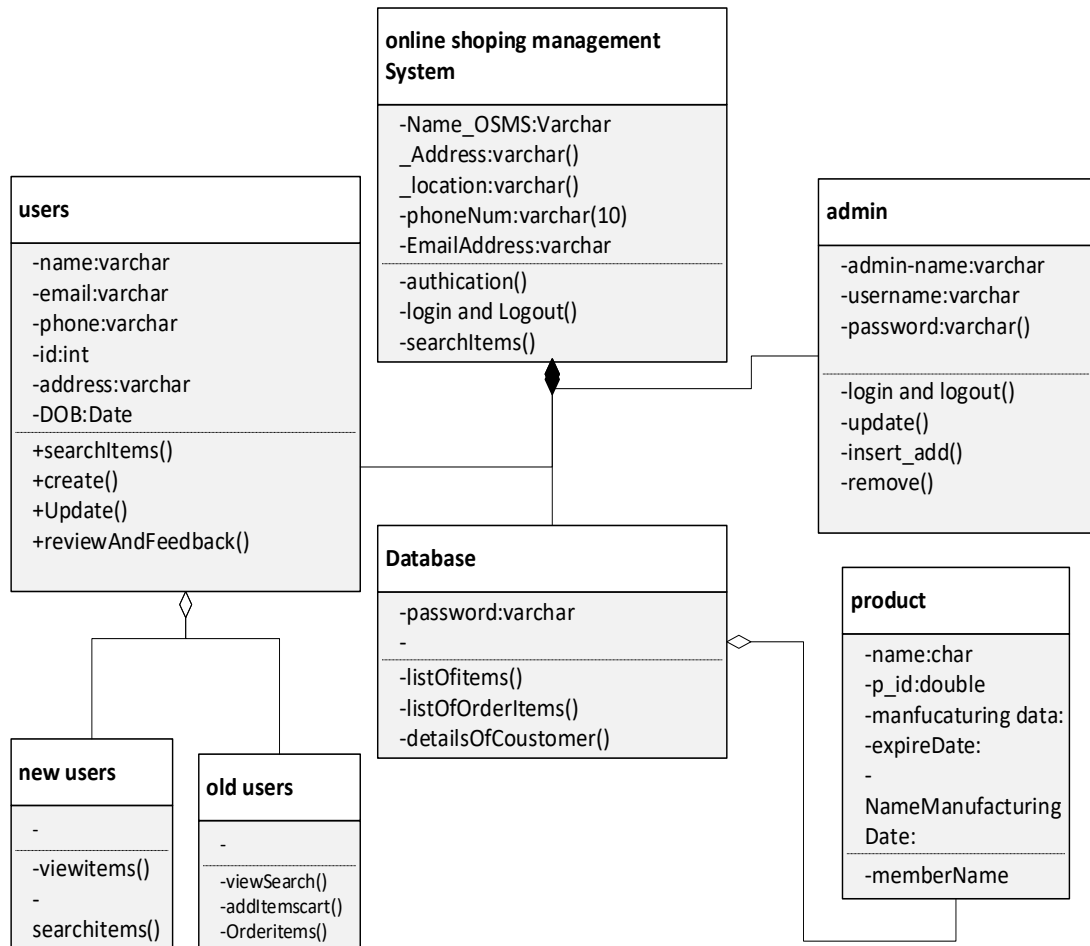 online shoping management
System
-Name_OSMS:Varchar
_Address:varchar()
_location:varchar()
-phoneNum:varchar(10)
-EmailAddress:varchar
-authication()
-login and Logout()
-searchItems()
users
-name:varchar
-email:varchar
-phone:varchar
-id:int
-address:varchar
-DOB:Date
+searchItems()
+create()
+Update()
+reviewAndFeedback()
admin
-admin-name:varchar
-username:varchar
-password:varchar()
-login and logout()
-update()
-insert_add()
-remove()
Database
-password:varchar
-
-listOfitems()
-listOfOrderItems()
-detailsOfCoustomer()
product
-name:char
-p_id:double
-manfucaturing data:
-expireDate:
-
NameManufacturing
Date:
-memberName
new users
-
-viewitems()
-
searchitems()
old users
-
-viewSearch()
-addItemscart()
-Orderitems()